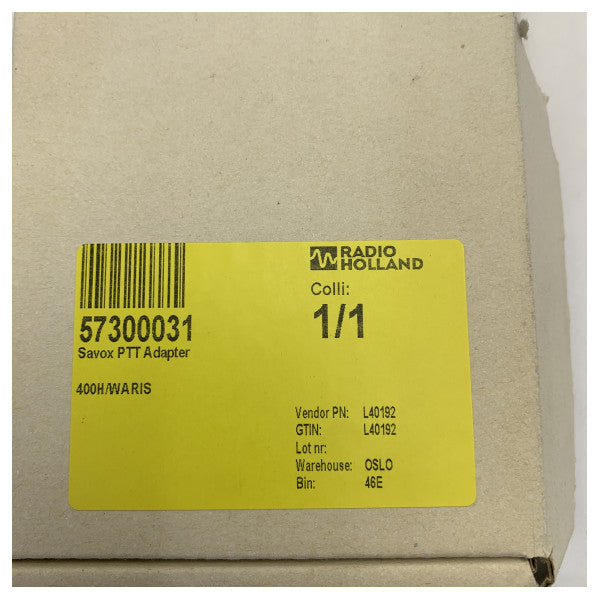 RADIO
HOLLAND
Colli:
1/1
57300031
Savox PTT Adapter
400H/WARIS
Vendor PN: L40192
GTIN: L40192
Lot nr:
Warehouse: OSLO
Bin: 46E